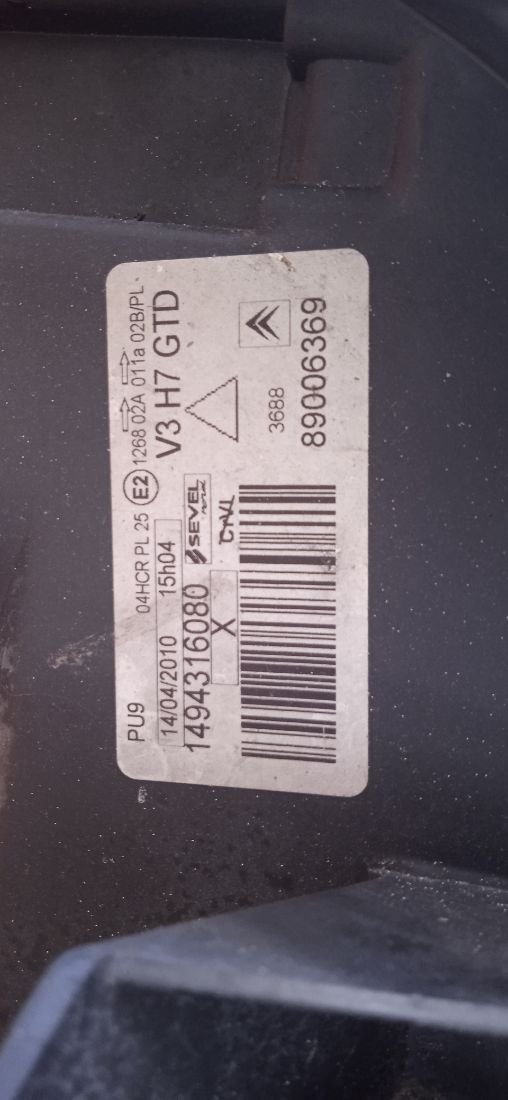 PU9 04HCR PL 25 E2 1268 02A 011a 02B/PL
14/04/2010 15h04
V3 H7 GTD
1494316080
SEVEL
X
3688
89006369